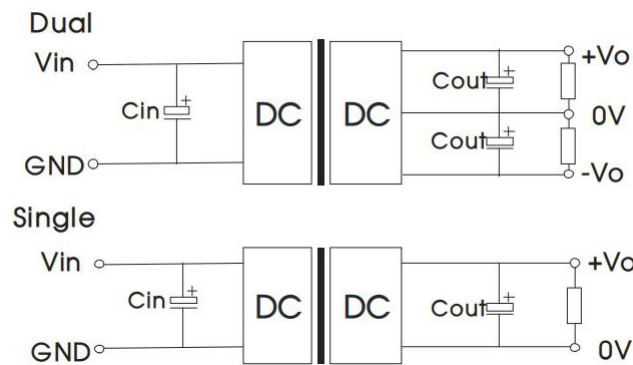 Dual
Vin
+Vo
Cout
Cin
DC
DC
0V
Cout
GND
-Vo
Single
Vin
+Vo
Cin
DC
DC
Cout
GND
0V